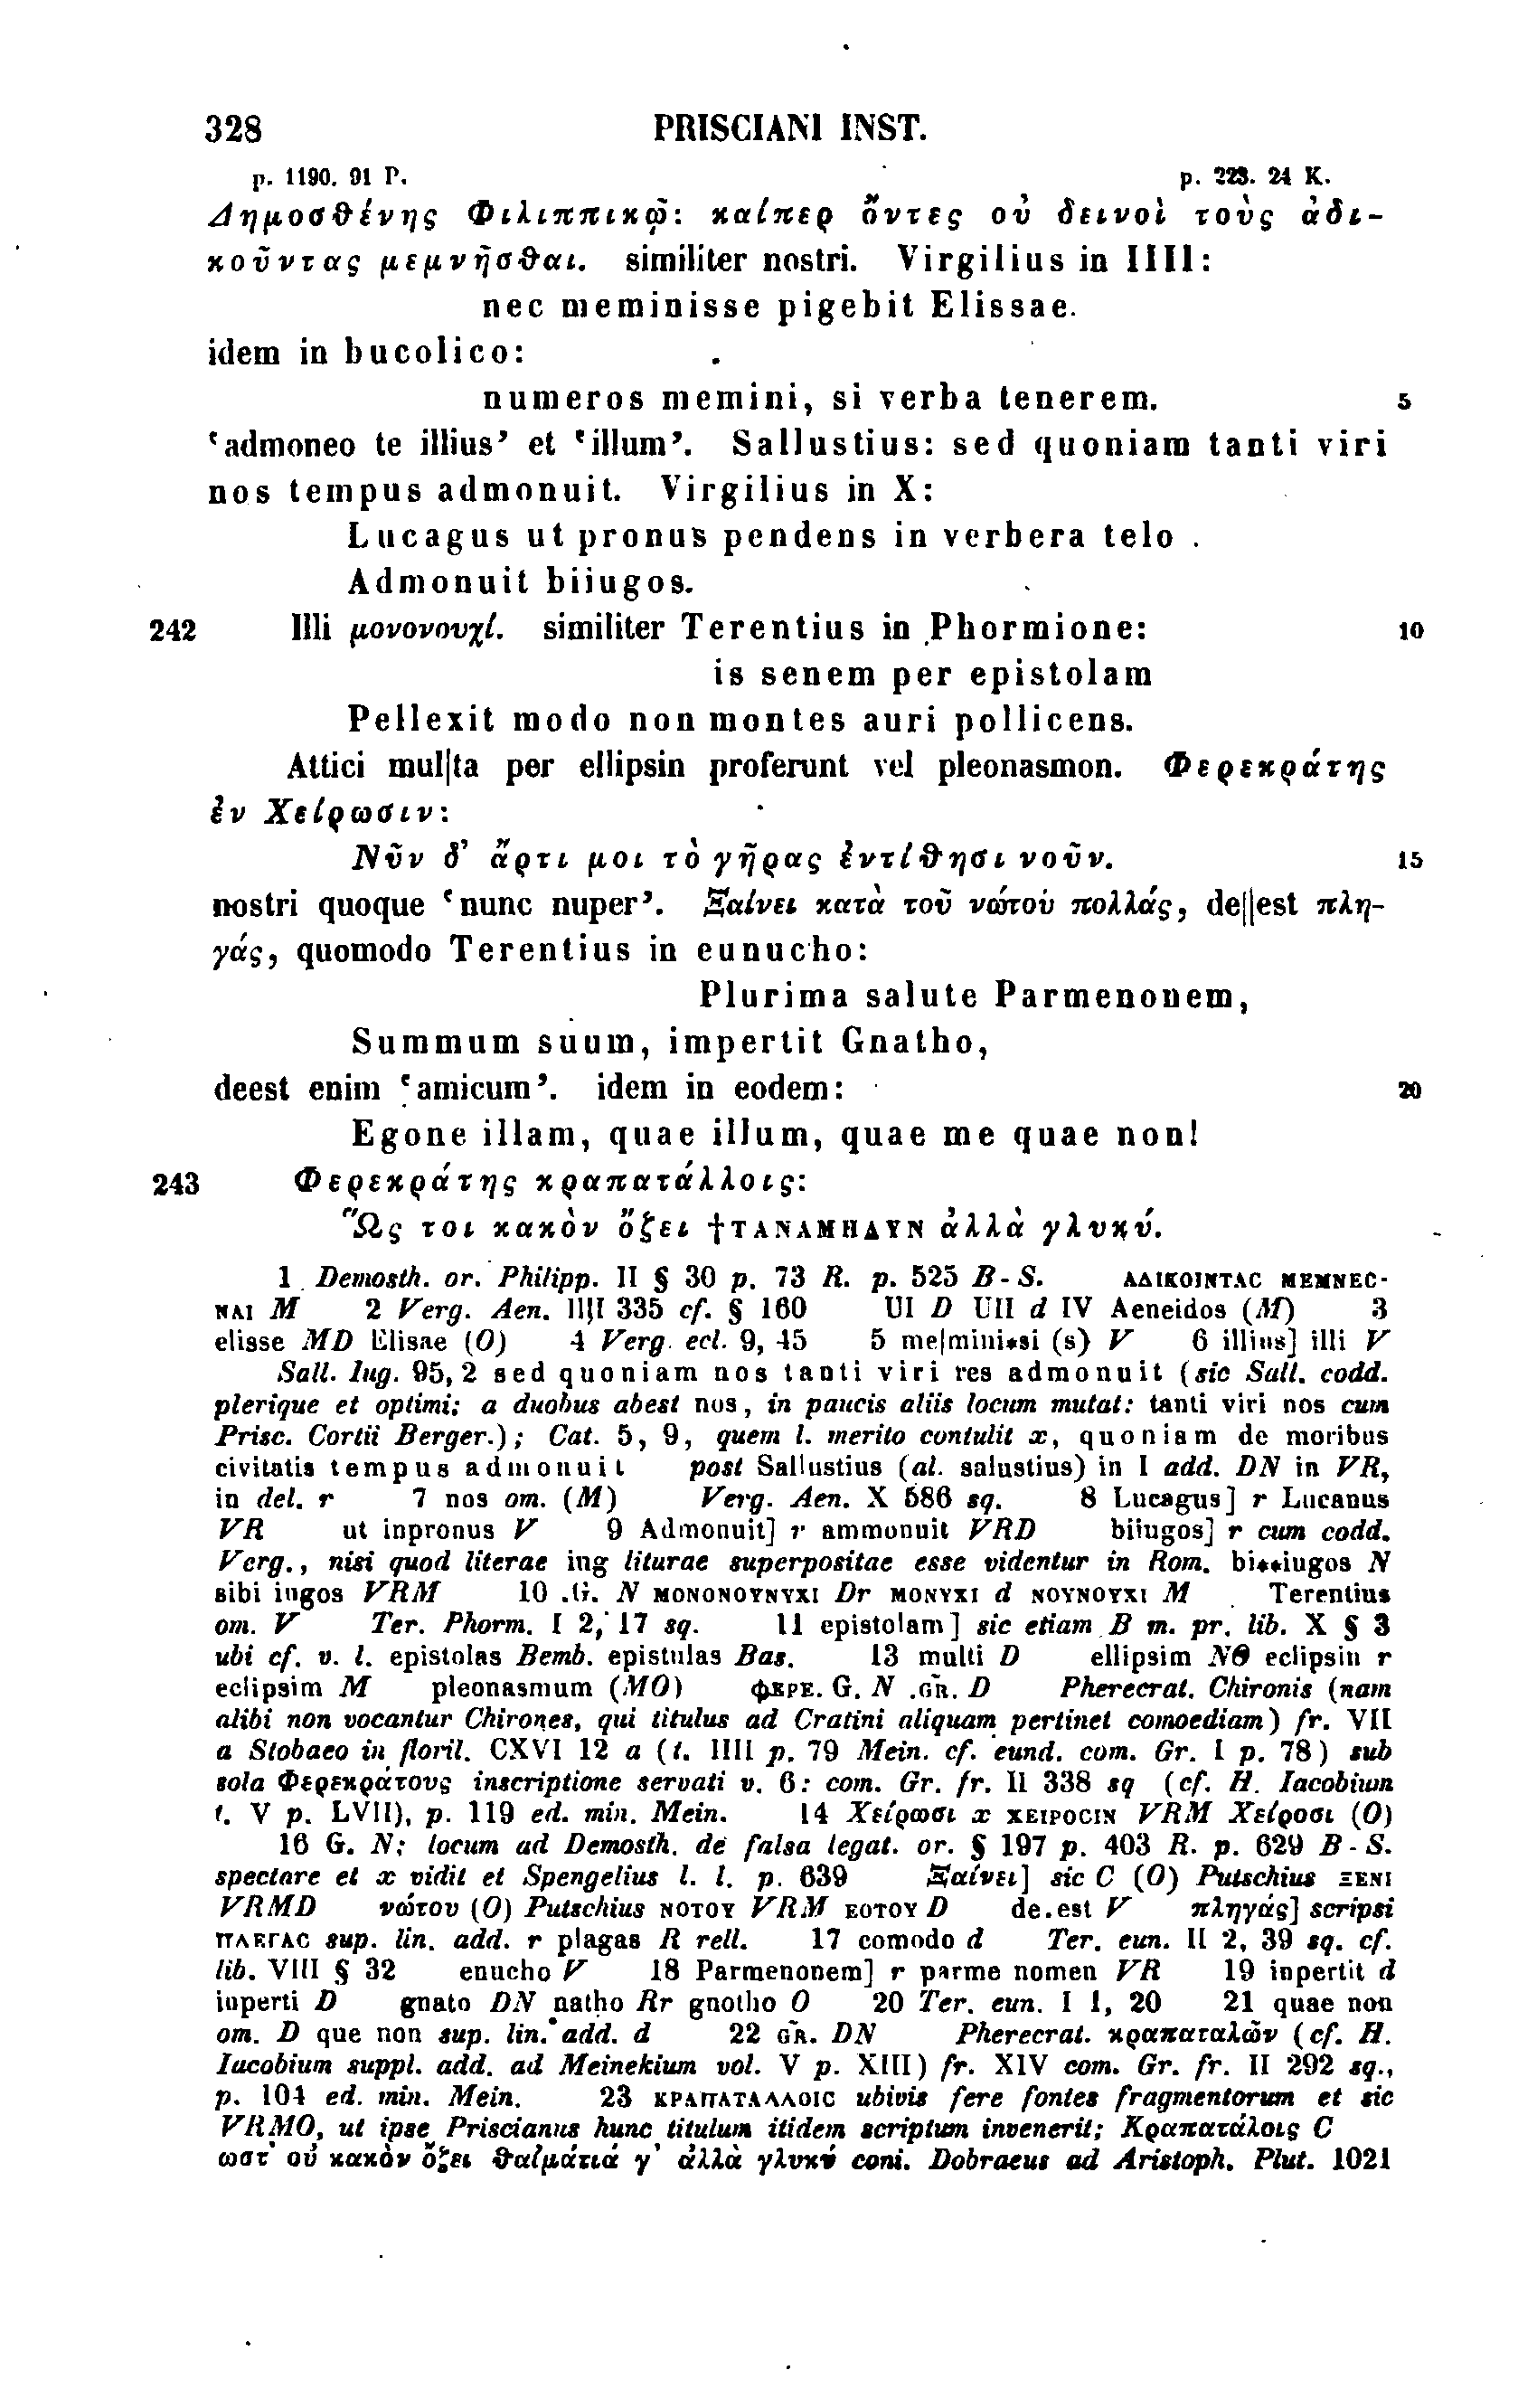 328 PRISCIANI INST.
p. 1190. 91 P. p. 223. 24 K.
Δημοσθένης Φιλιππικῷ: καίπερ ὄντες οὐ δεινοὶ τοὺς ἀδι-
κοῦντας μεμνῆσθαι. similiter nostri. Virgilius in IIII:
nec meminisse pigebit Elissae.
idem in bucolico:
numeros memini, si verba tenerem. 5
‘admoneo te illius’ et ‘illum’. Sallustius: sed quoniam tanti viri
nos tempus admonuit. Virgilius in X:
Lucagus ut pronus pendens in verbera telo
Admonuit biiugos.
242 Illi μονονουχί. similiter Terentius in Phormione: 10
is senem per epistolam
Pellexit modo non montes auri pollicens.
Attici mul|ta per ellipsin proferunt vel pleonasmon. Φερεκράτης
ἐν Χείρωσιν:
Νῦν δ’ ἄρτι μοι τὸ γῆρας ἐντίθησι νοῦν. 15
nostri quoque ‘nunc nuper’. Ξαίνει κατὰ τοῦ νώτου πολλάς, de||est πλη-
γάς, quomodo Terentius in eunucho:
Plurima salute Parmenonem,
Summum suum, impertit Gnatho,
deest enim ‘amicum’. idem in eodem: 20
Egone illam, quae illum, quae me quae non!
243 Φερεκράτης κραπατάλλοις:
Ὥς τοι κακὸν ὄζει †ΤΑΝΑΜΗΔΥΝ ἀλλὰ γλυκύ.
1 Demosth. or. Philipp. II § 30 p. 73 R. p. 525 B-S. ΑΔΙΚΟΙΝΤΑC ΜΕΜΝΕC-
ΝΑΙ M 2 Verg. Aen. IIII 335 cf. § 160 UI D UII d IV Aeneidos (M) 3
elisse MD Elisae (O) 4 Verg. ecl. 9, 45 5 me|mini*si (s) V 6 illius] illi V
Sall. Iug. 95, 2 sed quoniam nos tanti viri res admonuit (sic Sall. codd.
plerique et optimi; a duobus abest nos, in paucis aliis locum mutat: tanti viri nos cum
Prisc. Cortii Berger.); Cat. 5, 9, quem l. merito contulit x, quoniam de moribus
civitatis tempus admonuit post Sallustius (al. salustius) in I add. DN in VR,
in del. r 7 nos om. (M) Verg. Aen. X 586 sq. 8 Lucagus] r Lucanus
VR ut inpronus V 9 Admonuit] r ammonuit VRD biiugos] r cum codd.
Verg., nisi quod literae ing liturae superpositae esse videntur in Rom. bi**iugos N
sibi iugos VRM 10 N ΜΟΝΟΝΟΥΝΥΧΙ Dr ΜΟΝΥΧΙ d ΝΟΥΝΟΥΧΙ M Terentius
om. V Ter. Phorm. I 2, 17 sq. 11 epistolam] sic etiam B m. pr. lib. X § 3
ubi cf. v. l. epistolas Bemb. epistulas Bas. 13 multi D ellipsim NΘ eclipsin r
eclipsim M pleonasmum (MO) ΦΕΡΕ. G. N .GR. D Pherecrat. Chironis (nam
alibi non vocantur Chirones, qui titulus ad Cratini aliquam pertinet comoediam) fr. VII
a Stobaeo in floril. CXVI 12 a (t. IIII p. 79 Mein. cf. eund. com. Gr. I p. 78) sub
sola Φερεκράτους inscriptione servati v. 6: com. Gr. fr. II 338 sq (cf. H. Iacobium
t. V p. LVII), p. 119 ed. min. Mein. 14 Χείρωσι x ΧΕΙΡΟCΙΝ VRM Χείροσι (O)
16 G. N; locum ad Demosth. de falsa legat. or. § 197 p. 403 R. p. 629 B-S.
spectare et x vidit et Spengelius l. l. p. 639 Ξαίνει] sic C (O) Putschius ΞΕΝΙ
VRMD νώτου (O) Putschius ΝΟΤΟΥ VRM ΕΟΤΟΥ D de.est V πληγάς] scripsi
ΠΛΕΓΑC sup. lin. add. r plagas R rell. 17 comodo d Ter. eun. II 2, 39 sq. cf.
lib. VIII § 32 enucho V 18 Parmenonem] r parme nomen VR 19 inpertit d
inperti D gnato DN natho Rr gnotho O 20 Ter. eun. I 1, 20 21 quae non
om. D que non sup. lin. add. d 22 GR. DN Pherecrat. κραπαταλῶν (cf. H.
Iacobium suppl. add. ad Meinekium vol. V p. XIII) fr. XIV com. Gr. fr. II 292 sq.,
p. 104 ed. min. Mein. 23 ΚΡΑΠΑΤΑΛΛΟΙC ubivis fere fontes fragmentorum et sic
VRMO, ut ipse Priscianus hunc titulum itidem scriptum invenerit; Κραπατάλοις C
ωστ’ οὐ κακὸν ὄζει θαἰμάτιά γ’ ἀλλὰ γλυκύ coni. Dobraeus ad Aristoph. Plut. 1021